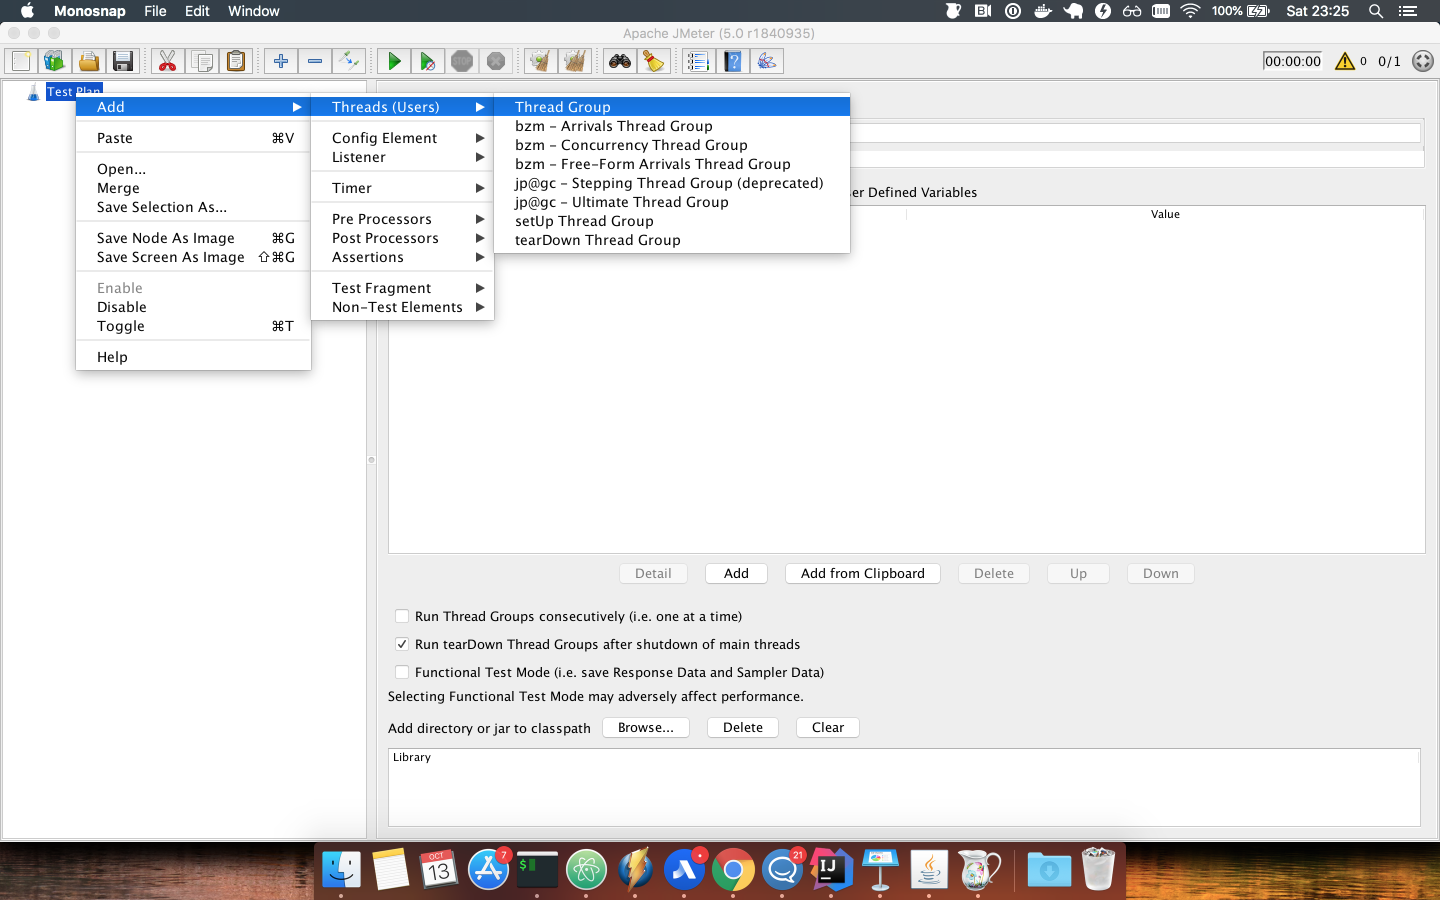 Monosnap File Edit Window 100% Sat 23:25
Apache JMeter (5.0 r1840935)
00:00:00 0 0/1
Test Plan
Add
Paste ⌘V
Open...
Merge
Save Selection As...
Save Node As Image ⌘G
Save Screen As Image ⇧⌘G
Enable
Disable
Toggle ⌘T
Help
Threads (Users)
Config Element
Listener
Timer
Pre Processors
Post Processors
Assertions
Test Fragment
Non-Test Elements
Thread Group
bzm - Arrivals Thread Group
bzm - Concurrency Thread Group
bzm - Free-Form Arrivals Thread Group
jp@gc - Stepping Thread Group (deprecated)
jp@gc - Ultimate Thread Group
setUp Thread Group
tearDown Thread Group
er Defined Variables
Value
Detail Add Add from Clipboard Delete Up Down
Run Thread Groups consecutively (i.e. one at a time)
Run tearDown Thread Groups after shutdown of main threads
Functional Test Mode (i.e. save Response Data and Sampler Data)
Selecting Functional Test Mode may adversely affect performance.
Add directory or jar to classpath Browse... Delete Clear
Library
OCT
13
7
$
21
IJ